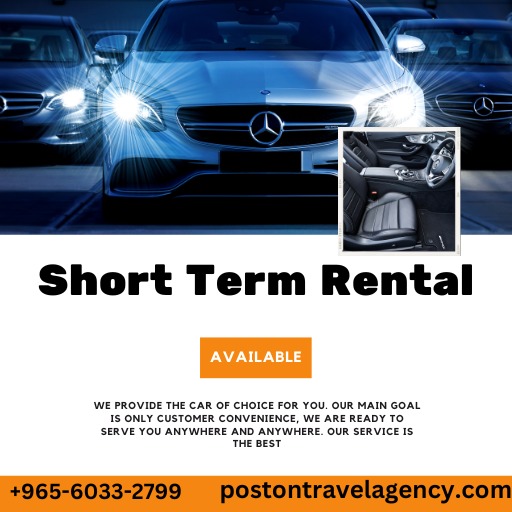 Short Term Rental
AVAILABLE
WE PROVIDE THE CAR OF CHOICE FOR YOU. OUR MAIN GOAL
IS ONLY CUSTOMER CONVENIENCE, WE ARE READY TO
SERVE YOU ANYWHERE AND ANYWHERE. OUR SERVICE IS
THE BEST
+965-6033-2799 postontravelagency.com